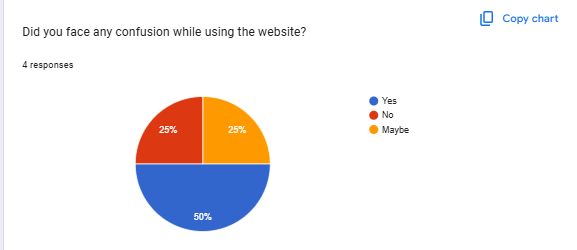 Copy chart
Did you face any confusion while using the website?
4 responses
Yes
No
Maybe
25%
25%
50%